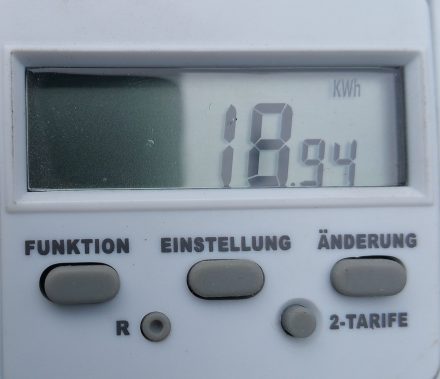 KWh
18.94
FUNKTION EINSTELLUNG ÄNDERUNG
R 2-TARIFE